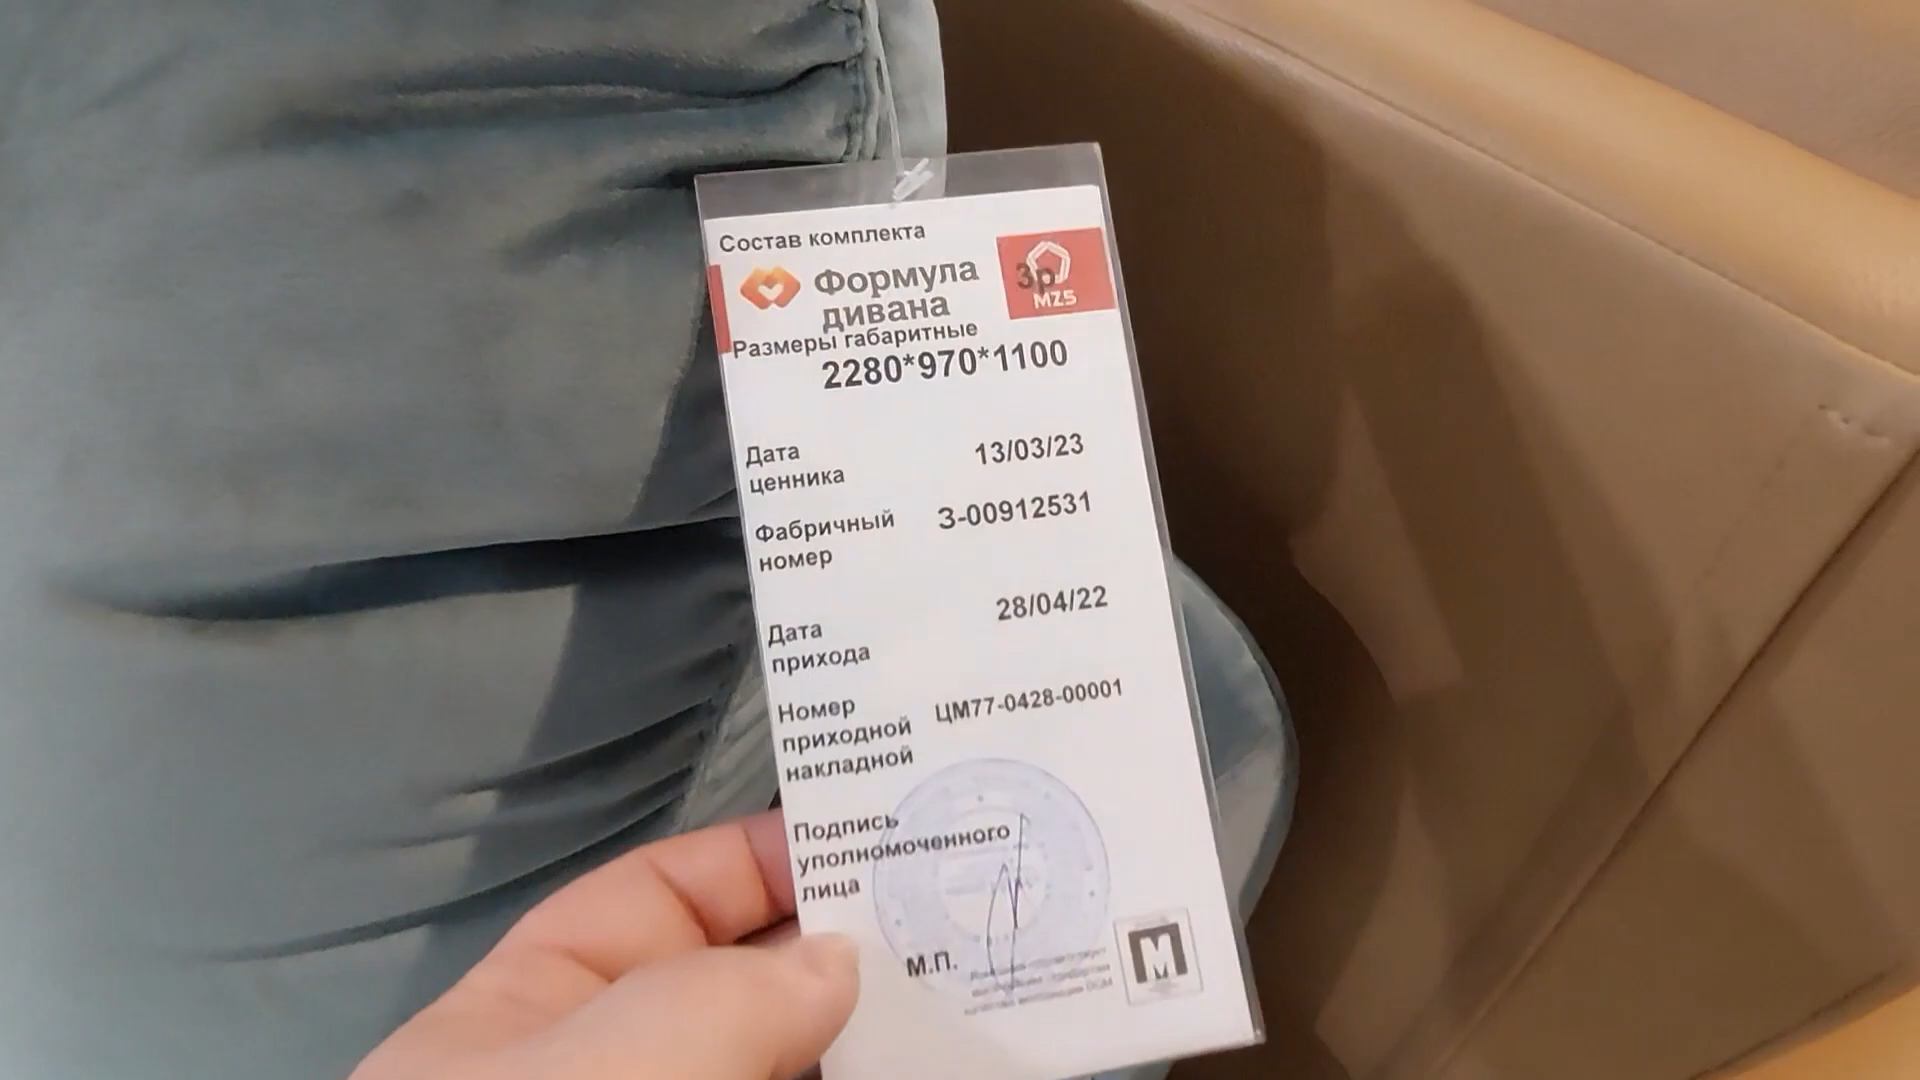 Состав комплекта
Формула
дивана
3р
MZ5
Размеры габаритные
2280*970*1100
Дата
ценника
13/03/23
Фабричный
номер
З-00912531
Дата
прихода
28/04/22
Номер
приходной
накладной
ЦМ77-0428-00001
Подпись
уполномоченного
лица
М.П.
М